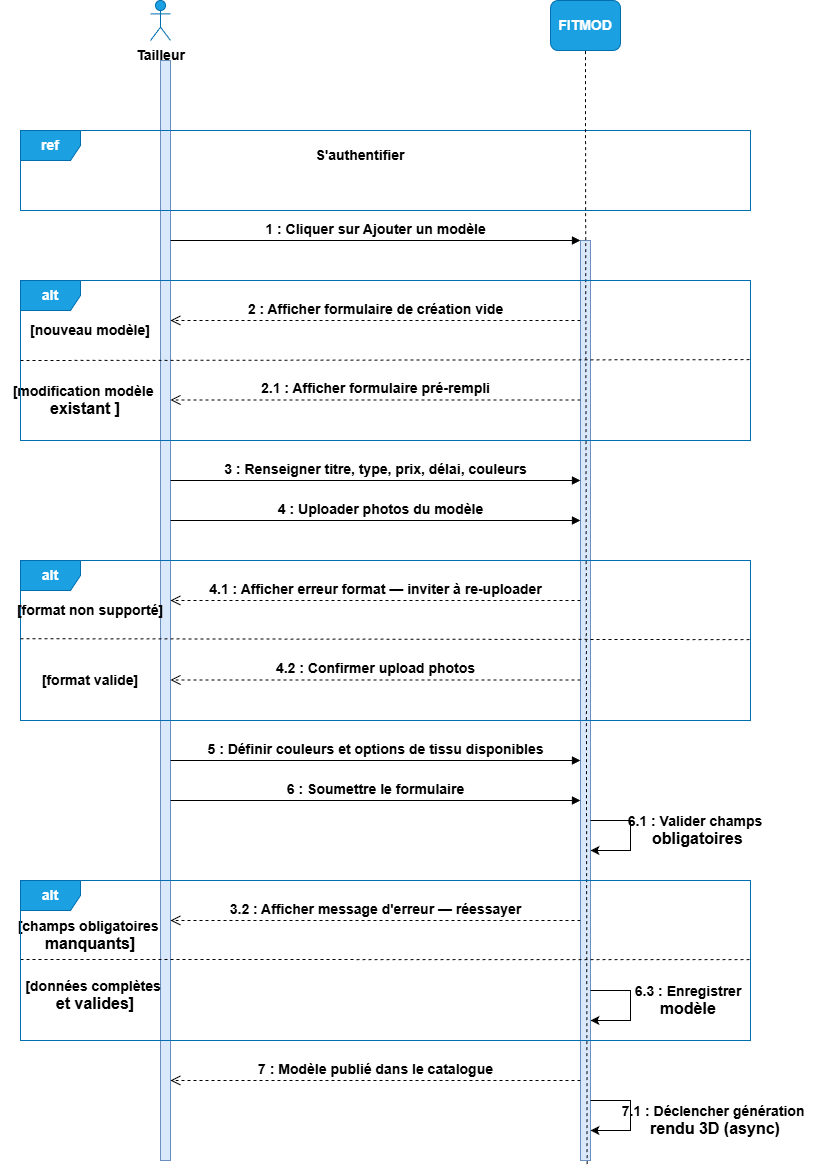 FITMOD
Tailleur
ref
S'authentifier
1 : Cliquer sur Ajouter un modèle
alt
2 : Afficher formulaire de création vide
[nouveau modèle]
2.1 : Afficher formulaire pré-rempli
[modification modèle
existant ]
3 : Renseigner titre, type, prix, délai, couleurs
4 : Uploader photos du modèle
alt
4.1 : Afficher erreur format — inviter à re-uploader
[format non supporté]
4.2 : Confirmer upload photos
[format valide]
5 : Définir couleurs et options de tissu disponibles
6 : Soumettre le formulaire
6.1 : Valider champs
obligatoires
alt
3.2 : Afficher message d'erreur — réessayer
[champs obligatoires
manquants]
[données complètes
et valides]
6.3 : Enregistrer
modèle
7 : Modèle publié dans le catalogue
7.1 : Déclencher génération
rendu 3D (async)